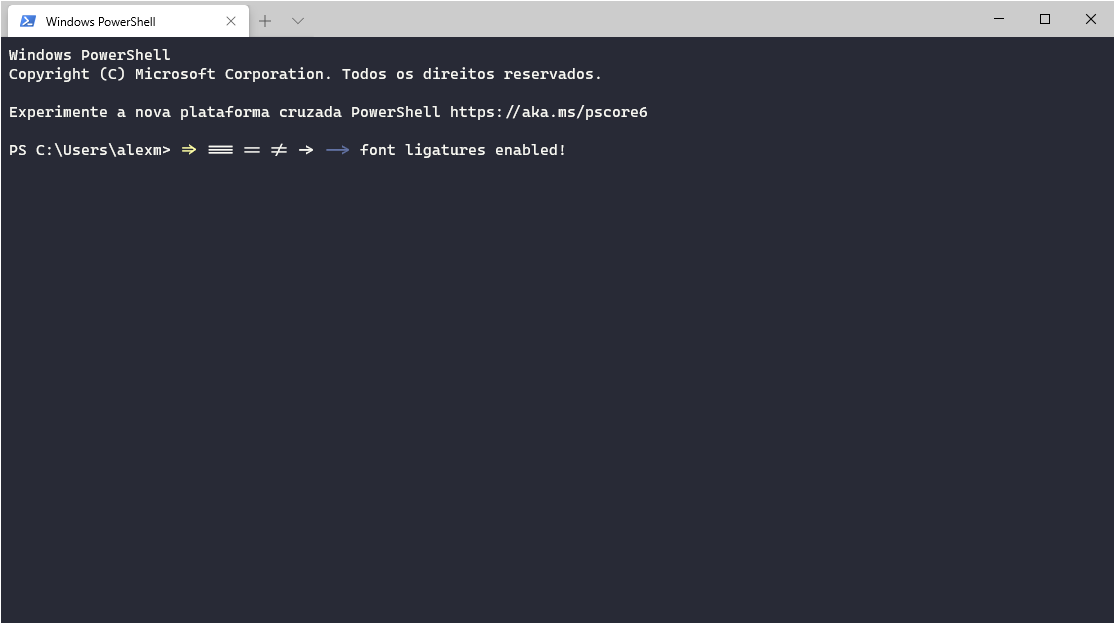 Windows PowerShell
Windows PowerShell
Copyright (C) Microsoft Corporation. Todos os direitos reservados.
Experimente a nova plataforma cruzada PowerShell https://aka.ms/pscore6
PS C:\Users\alexm> => === == != -> --> font ligatures enabled!